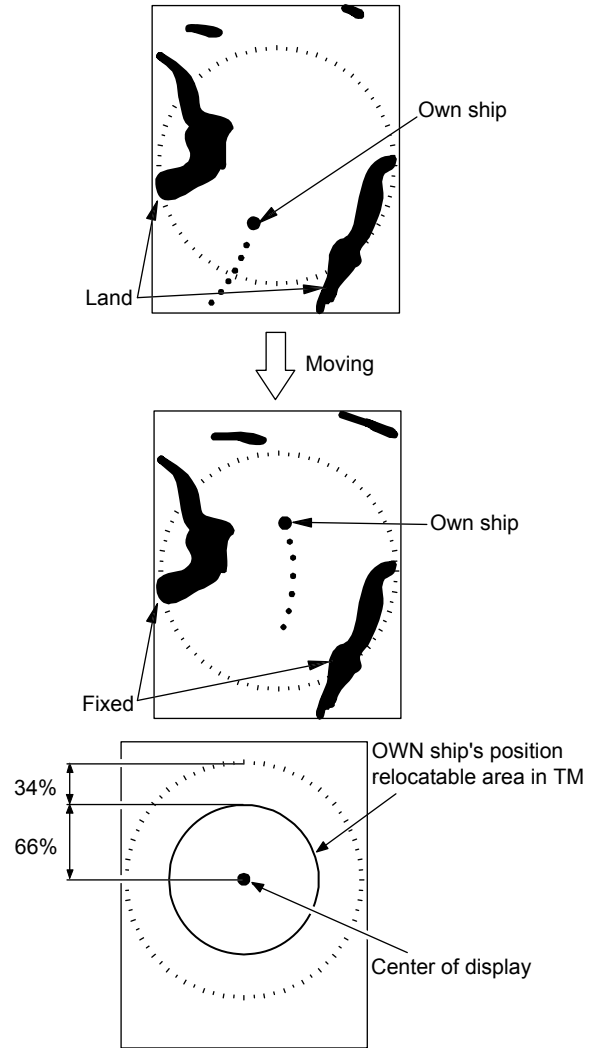 Own ship
Land
Moving
Own ship
Fixed
OWN ship's position
relocatable area in TM
34%
66%
Center of display